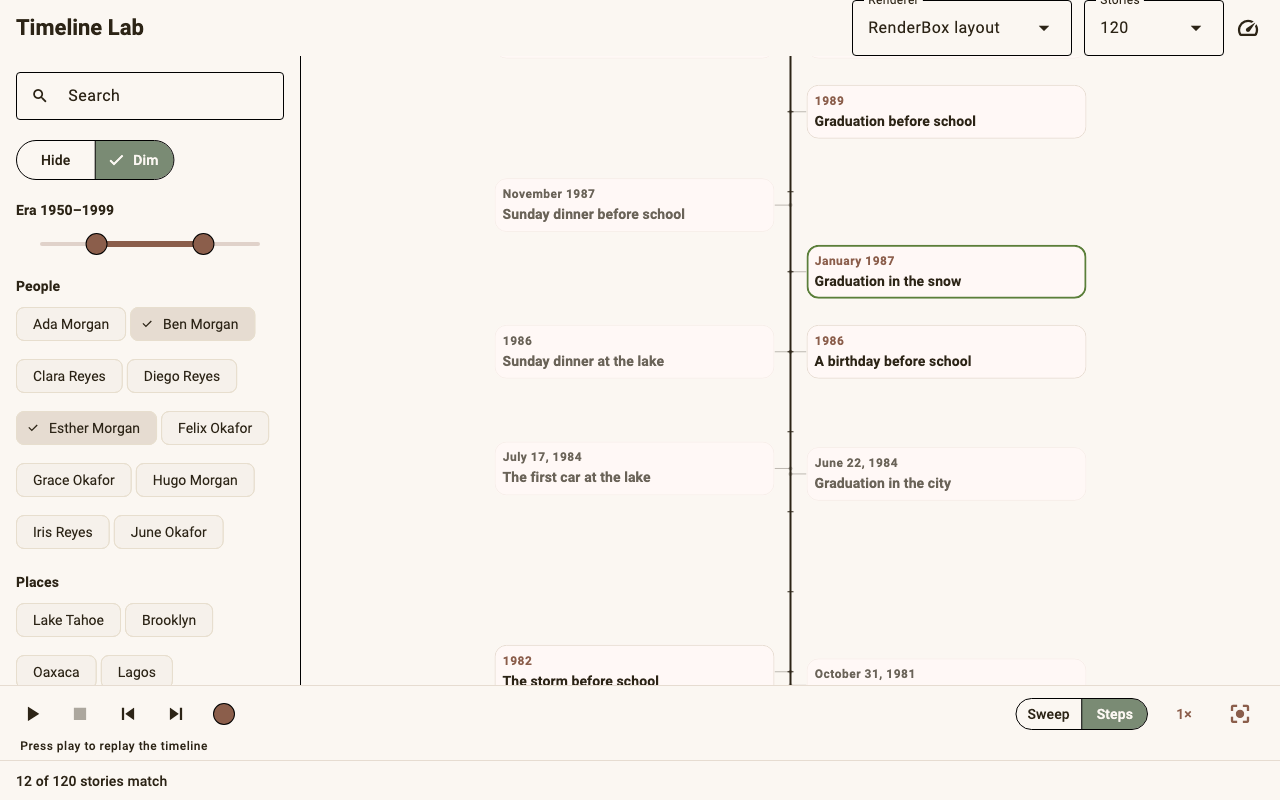 Timeline Lab
Renderer
RenderBox layout
Stories
120
Search
Hide
Dim
Era 1950–1999
People
Ada Morgan
Ben Morgan
Clara Reyes
Diego Reyes
Esther Morgan
Felix Okafor
Grace Okafor
Hugo Morgan
Iris Reyes
June Okafor
Places
Lake Tahoe
Brooklyn
Oaxaca
Lagos
1989
Graduation before school
November 1987
Sunday dinner before school
January 1987
Graduation in the snow
1986
Sunday dinner at the lake
1986
A birthday before school
July 17, 1984
The first car at the lake
June 22, 1984
Graduation in the city
1982
The storm before school
October 31, 1981
Sweep
Steps
1×
Press play to replay the timeline
12 of 120 stories match